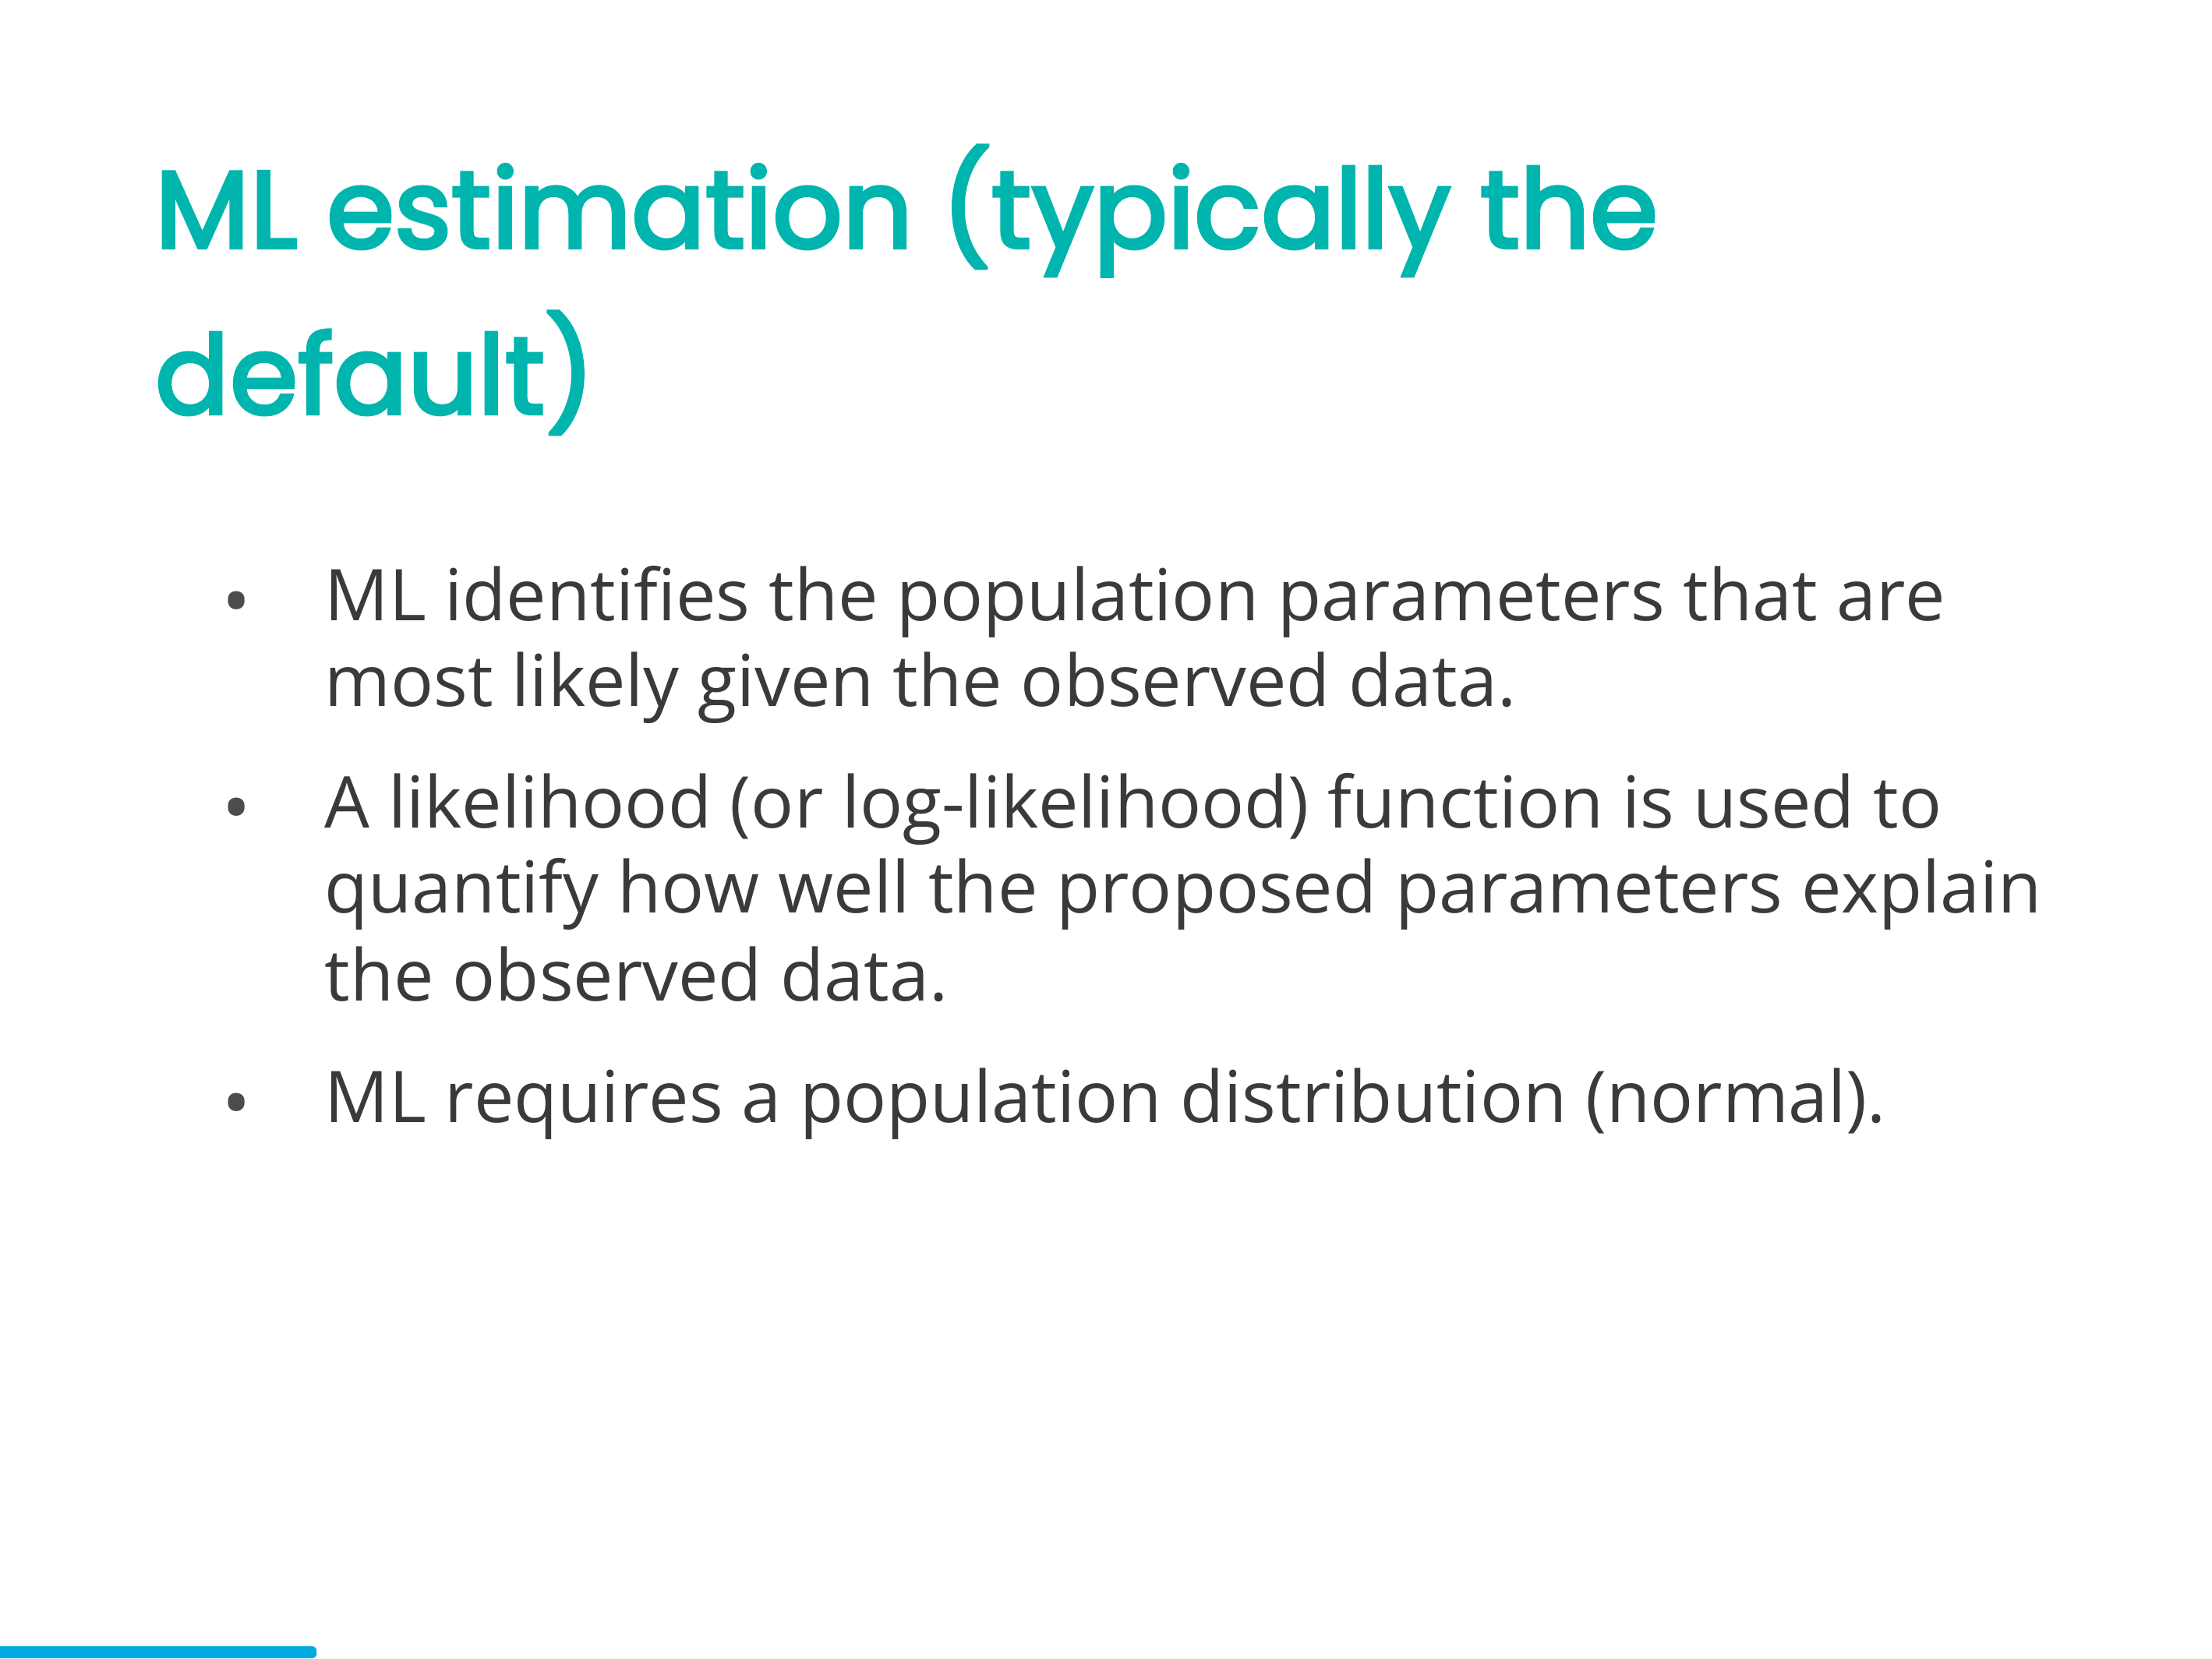 ML estimation (typically the
default)
• ML identifies the population parameters that are
most likely given the observed data.
• A likelihood (or log-likelihood) function is used to
quantify how well the proposed parameters explain
the observed data.
• ML requires a population distribution (normal).